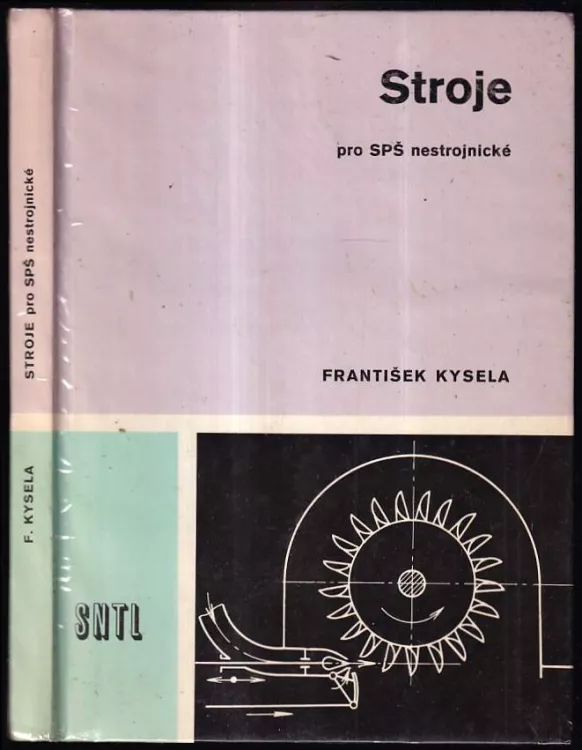 Stroje
pro SPŠ nestrojnické
FRANTIŠEK KYSELA
SNTL
STROJE pro SPŠ nestrojnické
F. KYSELA